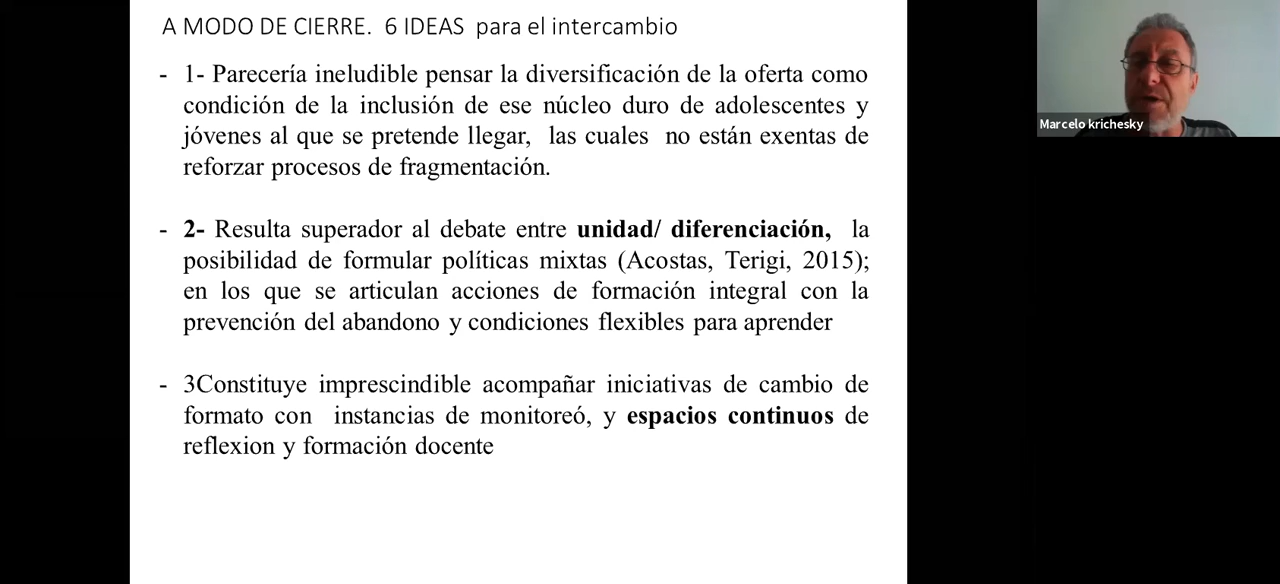 A MODO DE CIERRE. 6 IDEAS para el intercambio
- 1- Parecería ineludible pensar la diversificación de la oferta como
condición de la inclusión de ese núcleo duro de adolescentes y
jóvenes al que se pretende llegar, las cuales no están exentas de
reforzar procesos de fragmentación.
- 2- Resulta superador al debate entre unidad/ diferenciación, la
posibilidad de formular políticas mixtas (Acostas, Terigi, 2015);
en los que se articulan acciones de formación integral con la
prevención del abandono y condiciones flexibles para aprender
- 3Constituye imprescindible acompañar iniciativas de cambio de
formato con instancias de monitoreó, y espacios continuos de
reflexion y formación docente
Marcelo krichesky